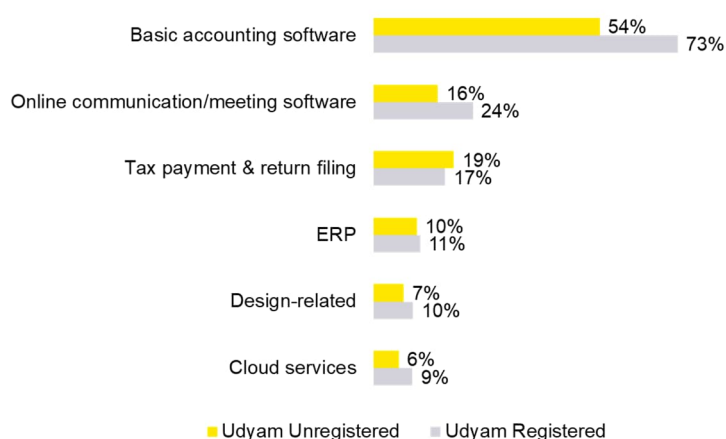 Basic accounting software
54%
73%
Online communication/meeting software
16%
24%
Tax payment & return filing
19%
17%
ERP
10%
11%
Design-related
7%
10%
Cloud services
6%
9%
Udyam Unregistered
Udyam Registered